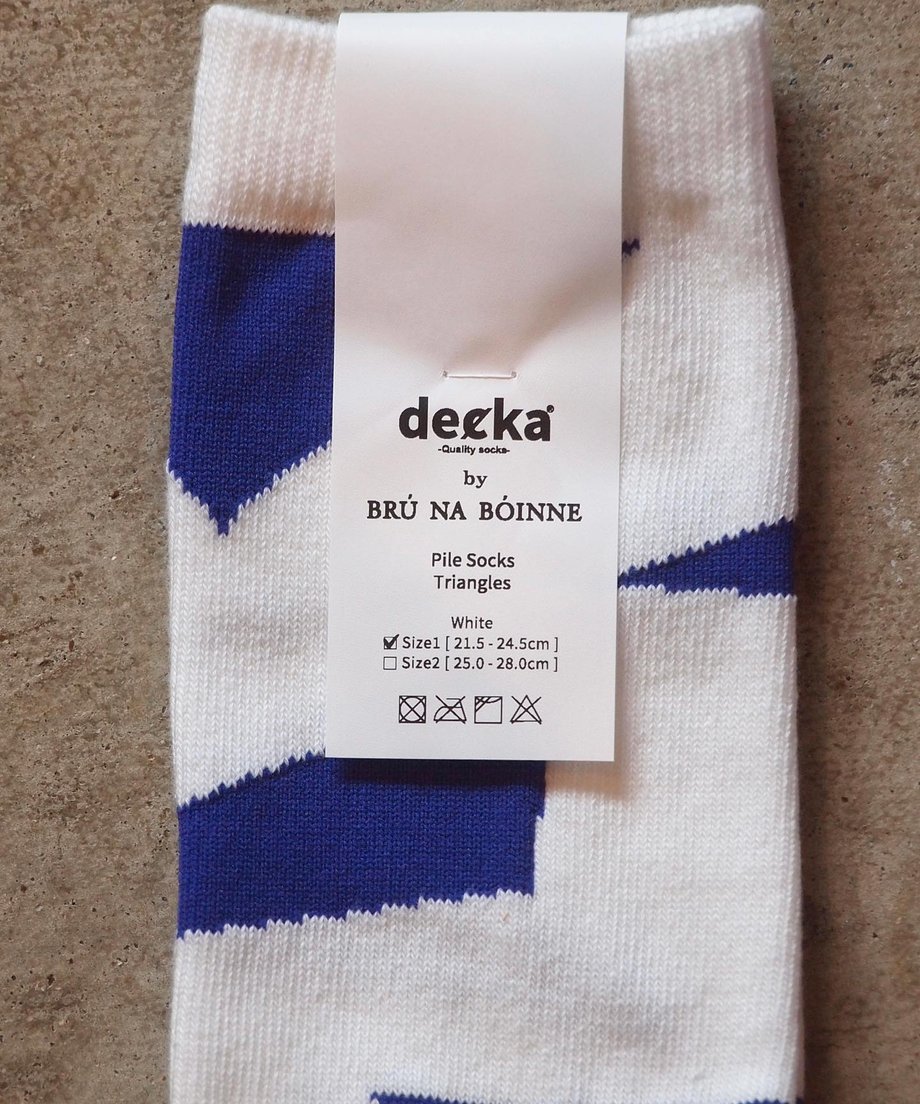 decka®
-Quality socks-
by
BRÚ NA BÓINNE
Pile Socks
Triangles
White
☑ Size1 [ 21.5 - 24.5cm ]
☐ Size2 [ 25.0 - 28.0cm ]